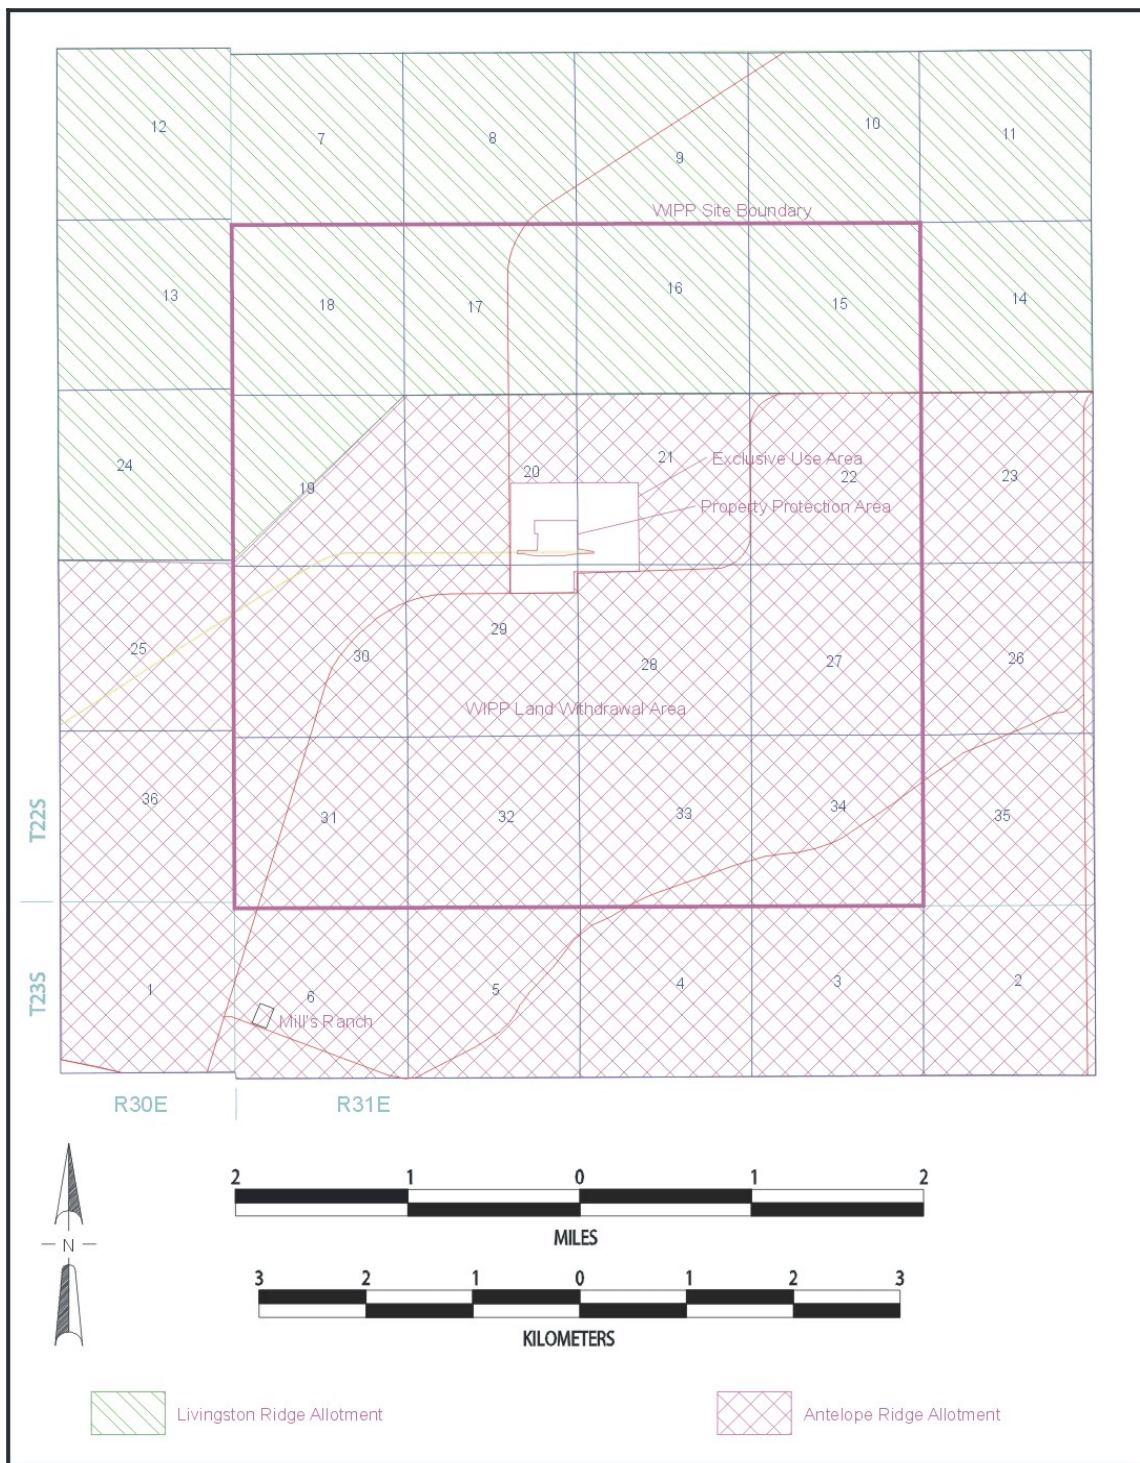 12
7
8
9
10
11
WIPP Site Boundary
13
18
17
16
15
14
24
19
20
21
Exclusive Use Area
22
23
Property Protection Area
25
30
29
28
27
26
WIPP Land Withdrawal Area
T22S
36
31
32
33
34
35
T23S
1
6
5
4
3
2
Mill's Ranch
R30E
R31E
2 1 0 1 2
MILES
N
3 2 1 0 1 2 3
KILOMETERS
Livingston Ridge Allotment
Antelope Ridge Allotment